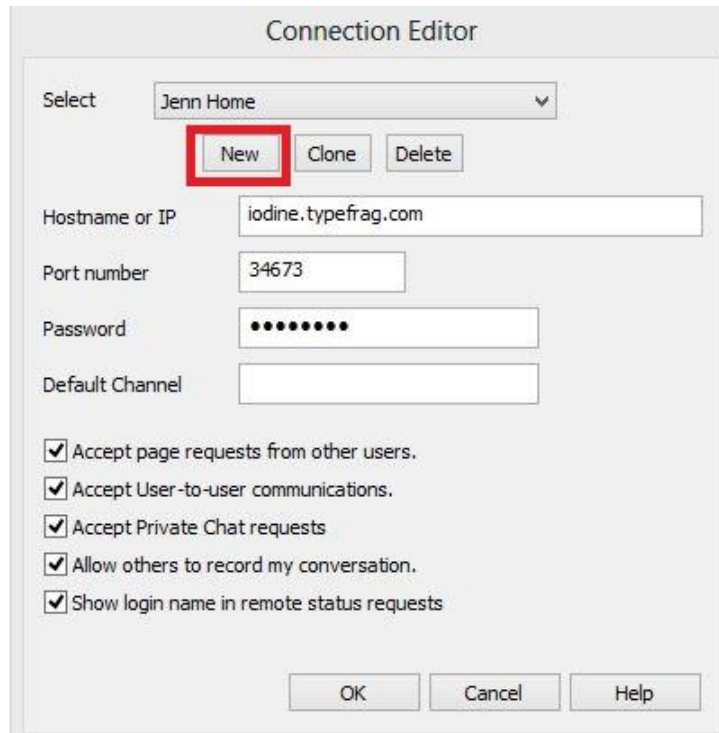 Connection Editor
Select Jenn Home
New Clone Delete
Hostname or IP iodine.typefrag.com
Port number 34673
Password ••••••••
Default Channel
Accept page requests from other users.
Accept User-to-user communications.
Accept Private Chat requests
Allow others to record my conversation.
Show login name in remote status requests
OK Cancel Help